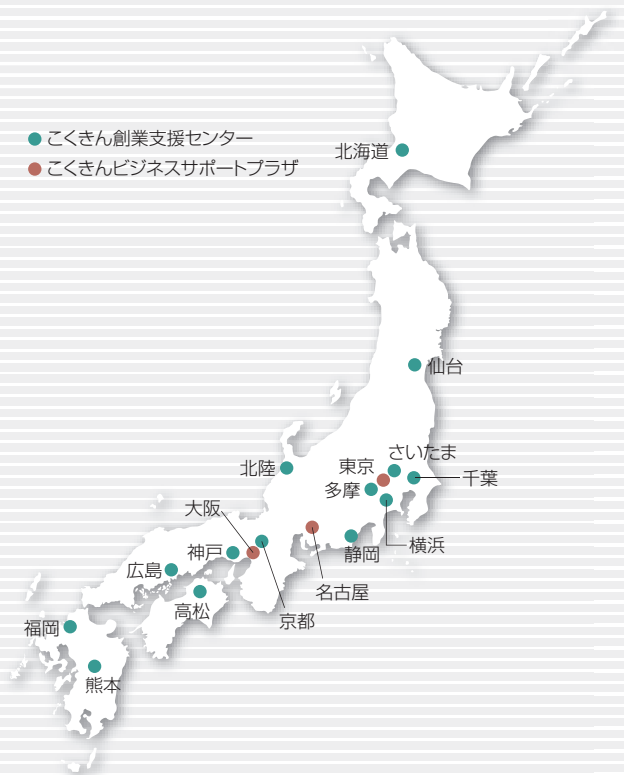 こくきん創業支援センター
こくきんビジネスサポートプラザ
北海道
仙台
さいたま
東京
北陸
千葉
多摩
大阪
横浜
神戸
静岡
広島
名古屋
高松
京都
福岡
熊本